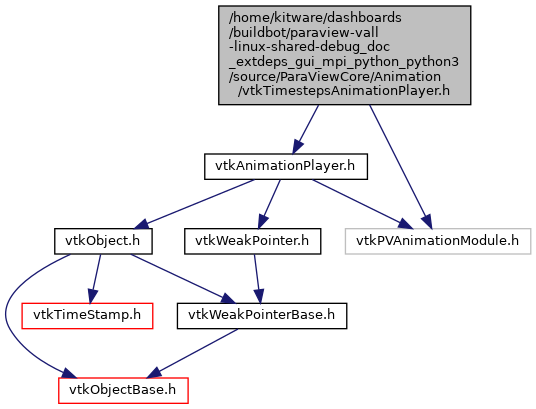 /home/kitware/dashboards
/buildbot/paraview-vall
-linux-shared-debug_doc
_extdeps_gui_mpi_python_python3
/source/ParaViewCore/Animation
/vtkTimestepsAnimationPlayer.h
vtkAnimationPlayer.h
vtkObject.h
vtkWeakPointer.h
vtkPVAnimationModule.h
vtkTimeStamp.h
vtkWeakPointerBase.h
vtkObjectBase.h